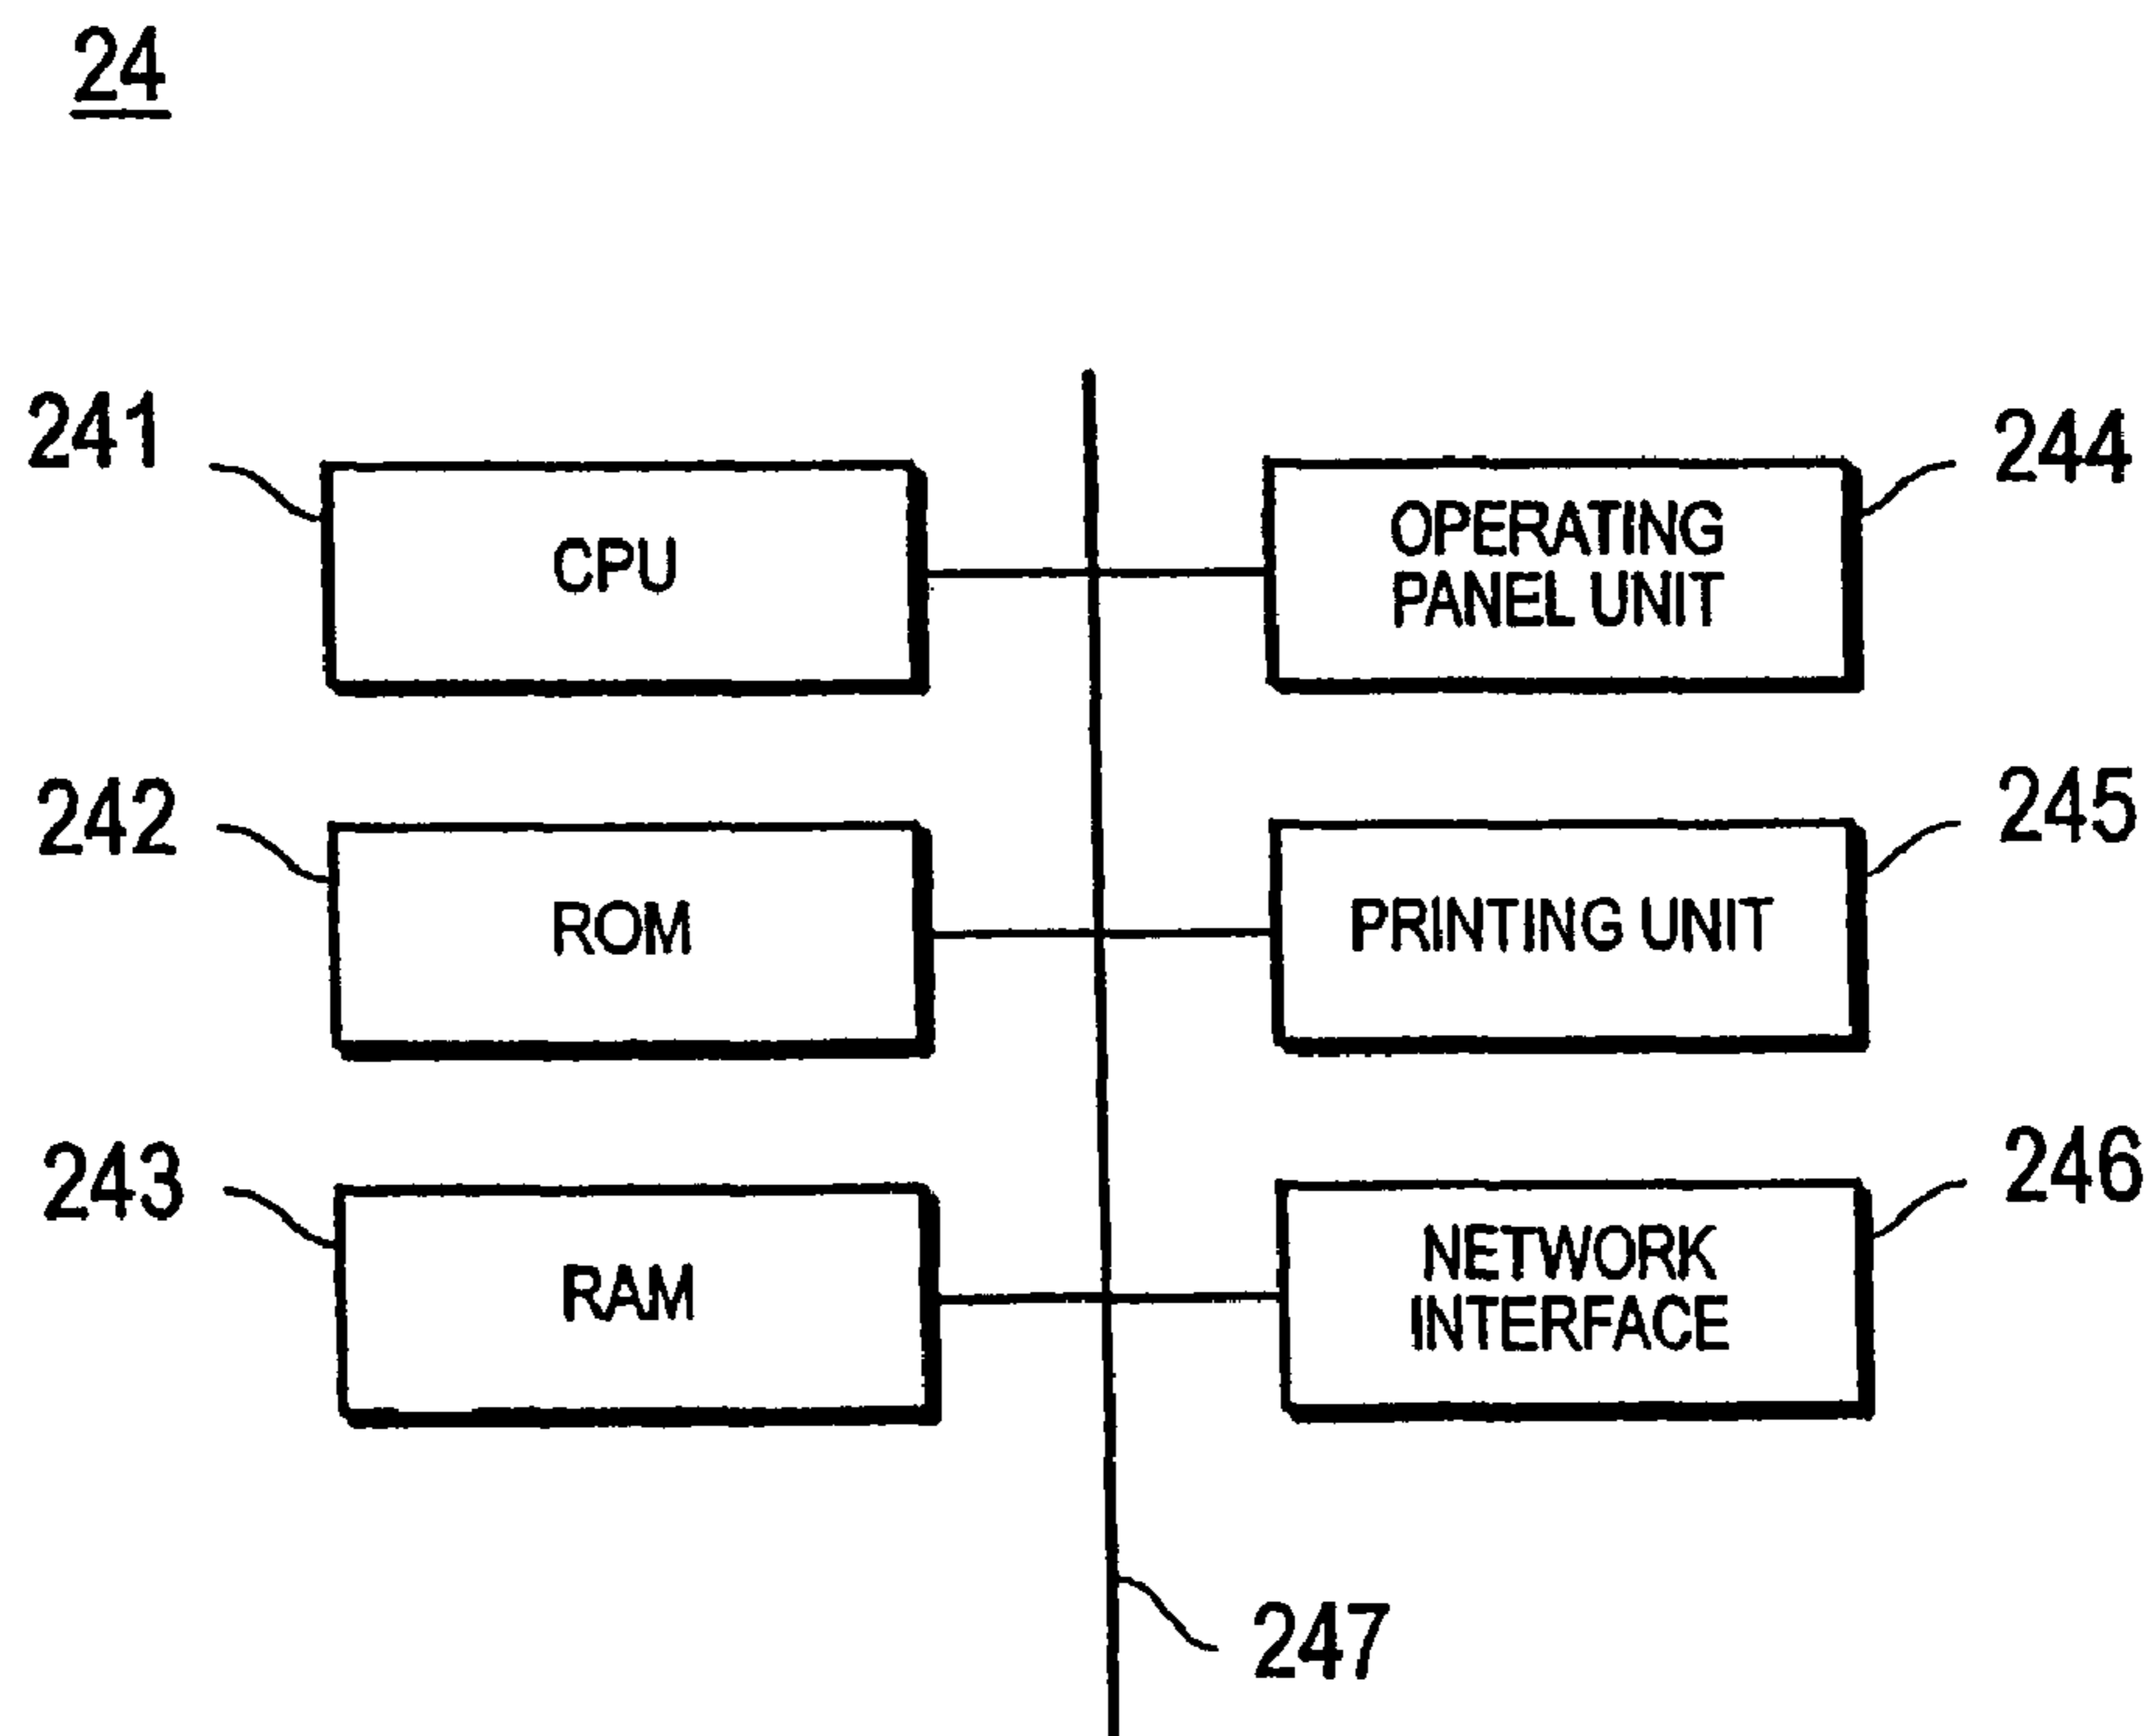 24
241
CPU
244
OPERATING
PANEL UNIT
242
ROM
245
PRINTING UNIT
243
RAM
246
NETWORK
INTERFACE
247